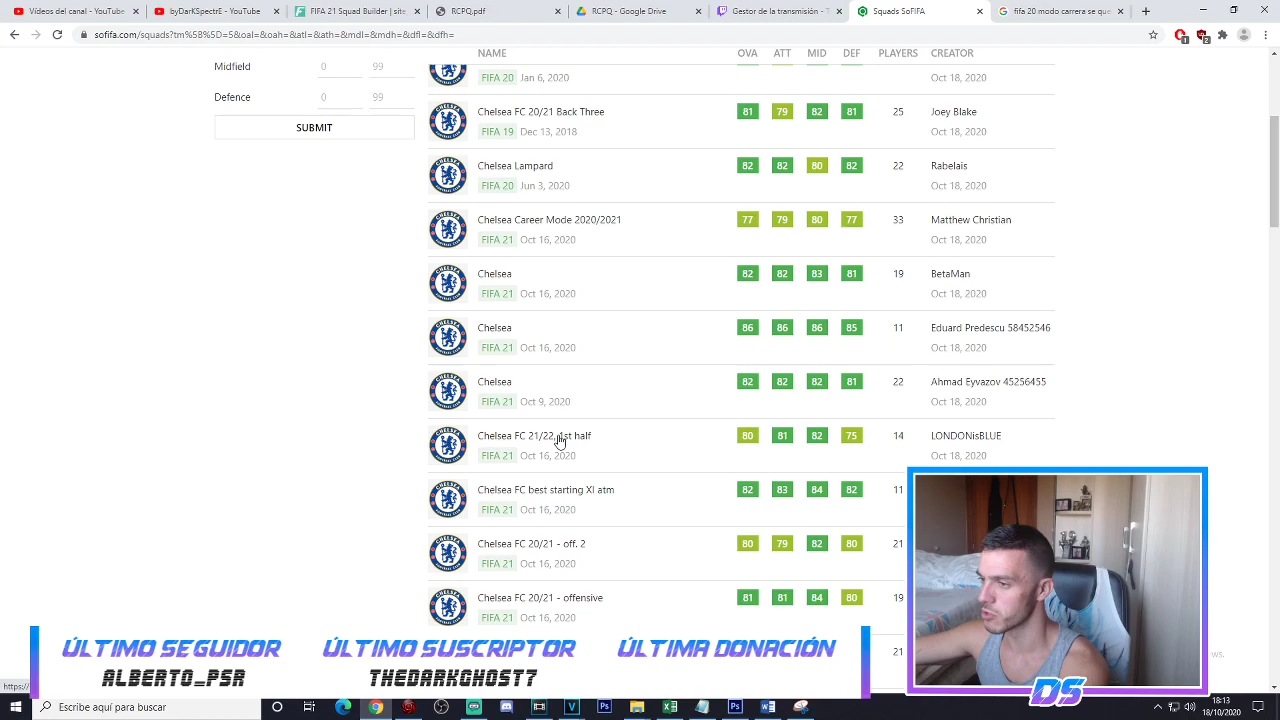 Vídeos del canal - YouTube
byDarKSpectrE - YouTube
FIFA 21 Squad Builder | achi
RCPQ.pdf
RCPQ - Google Drive
Gestor de la transmisión - T
Squads SoFIFA
fifa 20 modo carrera se que
sofifa.com/squads?tm%5B%5D=5&oal=&oah=&atl=&ath=&mdl=&mdh=&dfl=&dfh=
NAME OVA ATT MID DEF PLAYERS CREATOR
Midfield 0 99
FIFA 20 Jan 6, 2020 Oct 18, 2020
Defence 0 99
SUBMIT
Chelsea FC 20/21 Back Three 81 79 82 81 25 Joey Blake
FIFA 19 Dec 13, 2018 Oct 18, 2020
Chelsea Lampard 82 82 80 82 22 Rabelais
FIFA 20 Jun 3, 2020 Oct 18, 2020
Chelsea Career Mode 2020/2021 77 79 80 77 33 Matthew Christian
FIFA 21 Oct 16, 2020 Oct 18, 2020
Chelsea 82 82 83 81 19 BetaMan
FIFA 21 Oct 16, 2020 Oct 18, 2020
Chelsea 86 86 86 85 11 Eduard Predescu 58452546
FIFA 21 Oct 16, 2020 Oct 18, 2020
Chelsea 82 82 82 81 22 Ahmad Eyvazov 45256455
FIFA 21 Oct 9, 2020 Oct 18, 2020
Chelsea FC 21/22 1st half 80 81 82 75 14 LONDONisBLUE
FIFA 21 Oct 16, 2020 Oct 18, 2020
Chelsea FC best starting XI atm 82 83 84 82 11
FIFA 21 Oct 16, 2020
Chelsea FC 20/21 - off. 2 80 79 82 80 21
FIFA 21 Oct 16, 2020
Chelsea FC 20/21 - offensive 81 81 84 80 19
FIFA 21 Oct 16, 2020
21
ÚLTIMO SEGUIDOR ÚLTIMO SUSCRIPTOR ÚLTIMA DONACIÓN
ALBERTO_PSR THEDARKGHOST7
DS
https:/
Escribe aquí para buscar
18:13
18/10/2020